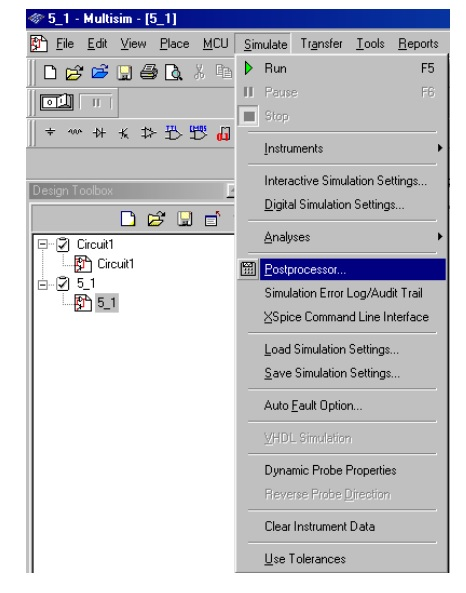 5_1 - Multisim - [5_1]
File Edit View Place MCU Simulate Transfer Tools Reports
Run F5
Pause F6
Stop
TTL CMOS
Instruments
Interactive Simulation Settings...
Design Toolbox
Digital Simulation Settings...
Analyses
Circuit1
Circuit1
5_1
5_1
Postprocessor...
Simulation Error Log/Audit Trail
XSpice Command Line Interface
Load Simulation Settings...
Save Simulation Settings...
Auto Fault Option...
VHDL Simulation
Dynamic Probe Properties
Reverse Probe Direction
Clear Instrument Data
Use Tolerances